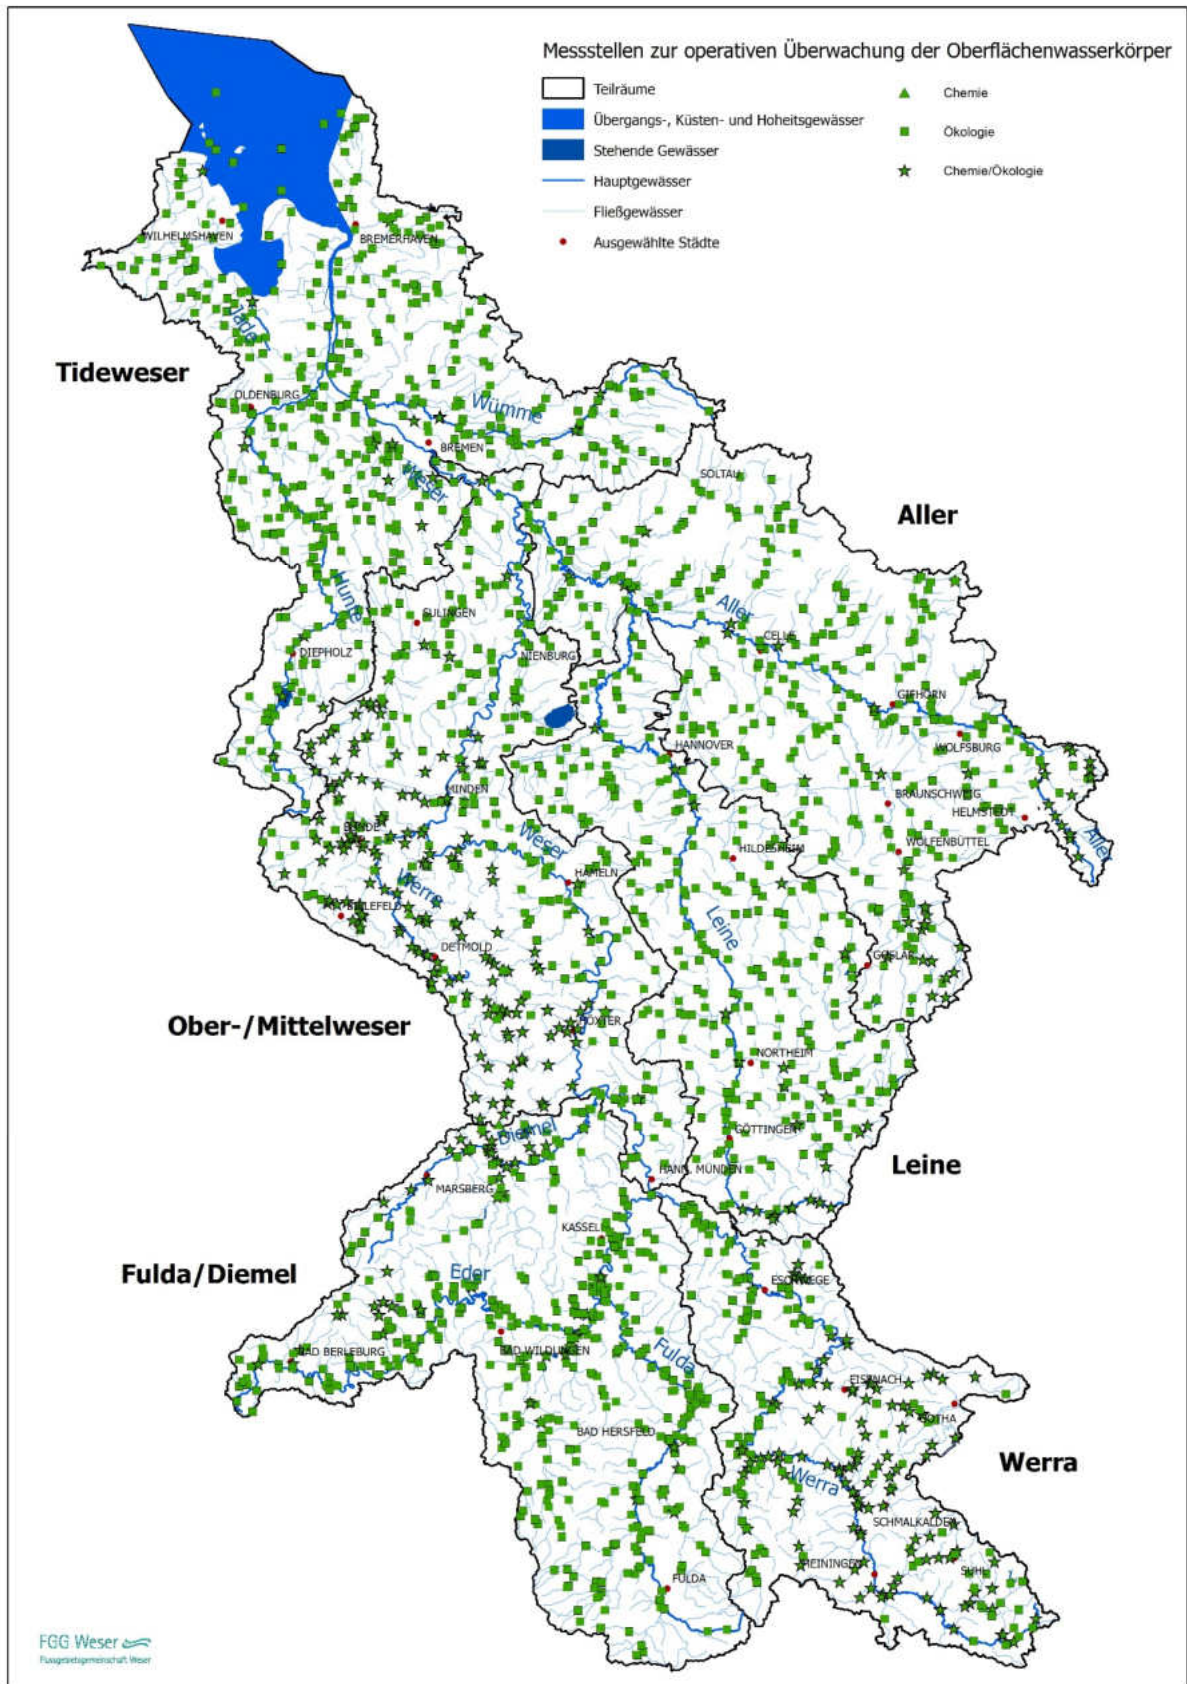 Messstellen zur operativen Überwachung der Oberflächenwasserkörper
Teilräume
Übergangs-, Küsten- und Hoheitsgewässer
Stehende Gewässer
Hauptgewässer
Fließgewässer
Ausgewählte Städte
Chemie
Ökologie
Chemie/Ökologie
WILHELMSHAVEN
BREMERHAVEN
Jade
Tideweser
OLDENBURG
Wümme
BREMEN
Weser
SOLTAU
Aller
Hunte
Aller
SULINGEN
CELLE
DIEPHOLZ
NIENBURG
GIFHORN
HANNOVER
WOLFSBURG
MINDEN
BRAUNSCHWEIG
HELMSTEDT
BÜNDE
Weser
HILDESHEIM
WOLFENBÜTTEL
Aller
HAMELN
Werre
BIELEFELD
Leine
DETMOLD
GOSLAR
Ober-/Mittelweser
HÖXTER
NORTHEIM
Diemel
GÖTTINGEN
Leine
HANN. MÜNDEN
MARSBERG
KASSEL
Fulda/Diemel
Eder
ESCHWEGE
BAD BERLEBURG
BAD WILDUNGEN
Fulda
EISENACH
GOTHA
BAD HERSFELD
Werra
Werra
SCHMALKALDEN
MEININGEN
SUHL
FULDA
FGG Weser
Flussgebietsgemeinschaft Weser